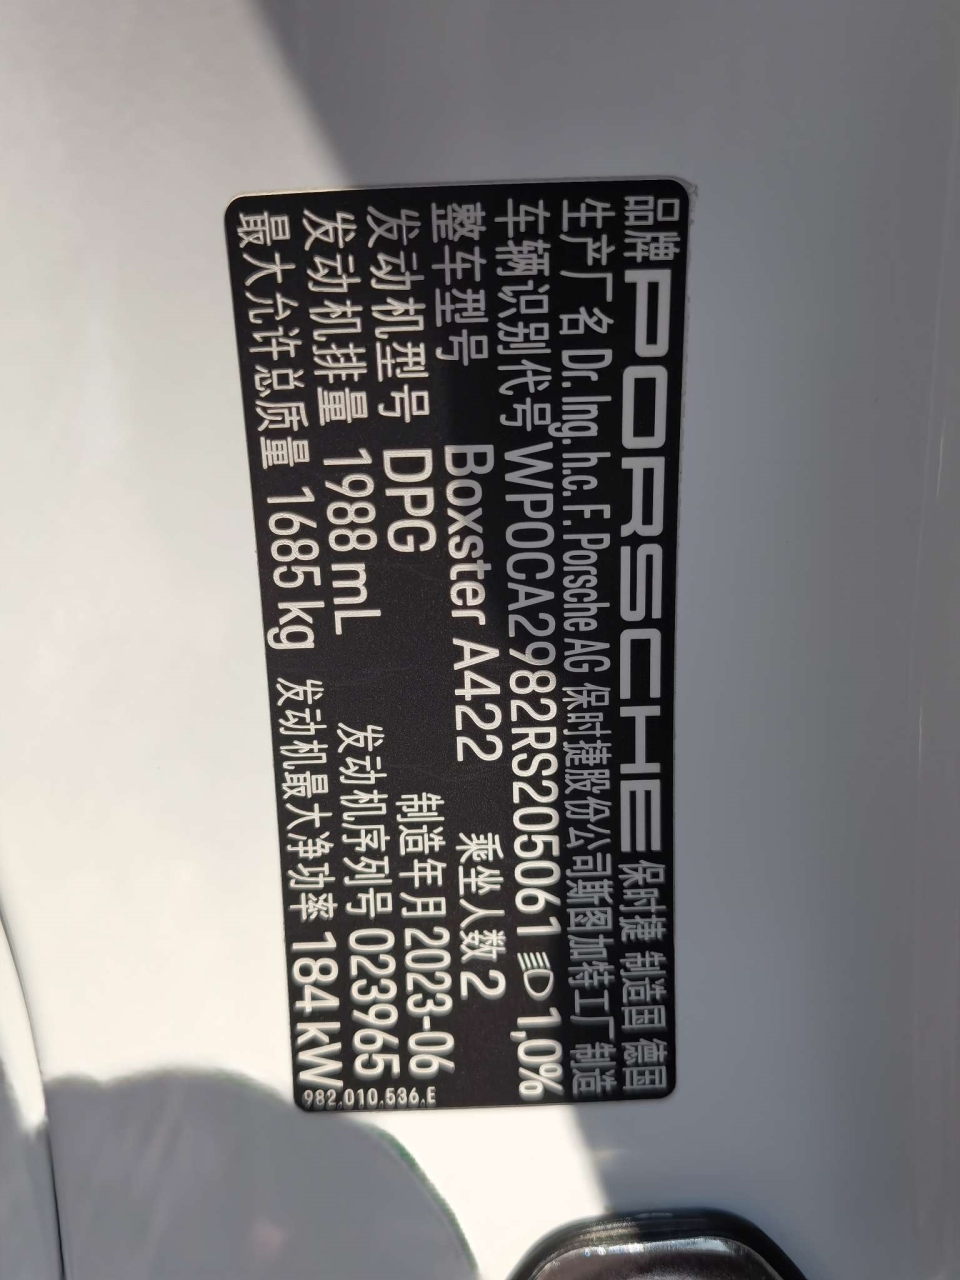 品牌 PORSCHE 保时捷 制造国 德国
生产厂名 Dr. Ing. h.c. F. Porsche AG 保时捷股份公司斯图加特工厂 制造
车辆识别代号 WP0CA2982RS205061 1,0%
整车型号 Boxster A422 乘坐人数 2
发动机型号 DPG 制造年月 2023-06
发动机排量 1988 mL 发动机序列号 023965
最大允许总质量 1685 kg 发动机最大净功率 184 kW
982.010.536.E